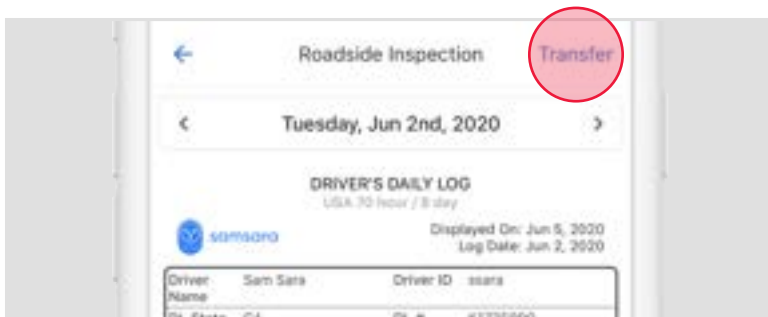 Roadside Inspection Transfer
Tuesday, Jun 2nd, 2020
DRIVER'S DAILY LOG
USA 70 hour / 8 day
samsara
Displayed On: Jun 5, 2020
Log Date: Jun 2, 2020
Driver Name Sam Sara Driver ID ssara